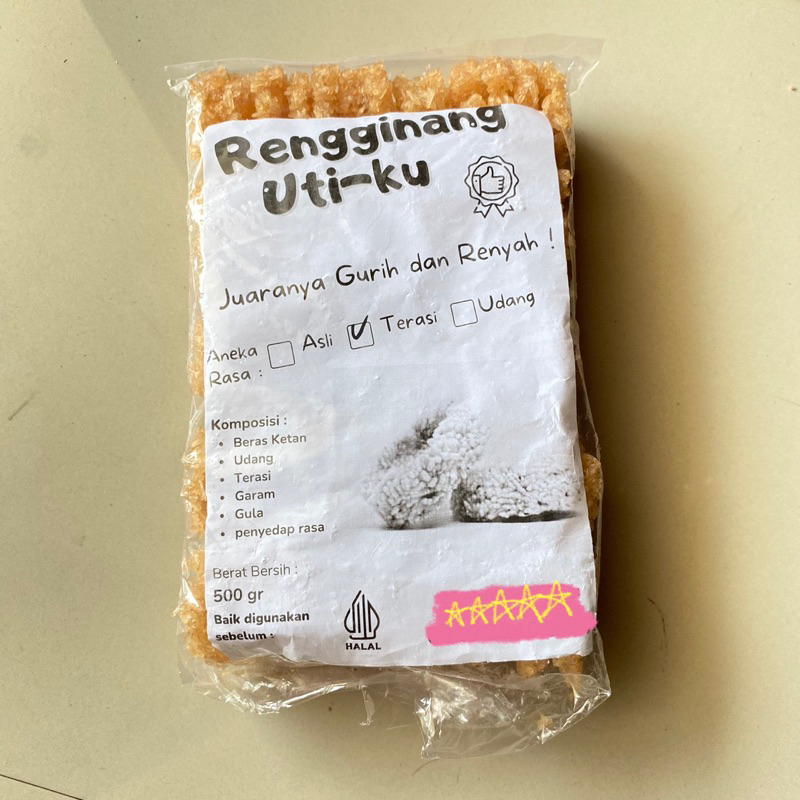 Rengginang
Uti-ku
Juaranya Gurih dan Renyah !
Aneka Rasa : Asli Terasi Udang
Komposisi :
• Beras Ketan
• Udang
• Terasi
• Garam
• Gula
• penyedap rasa
Berat Bersih :
500 gr
Baik digunakan
sebelum :
HALAL